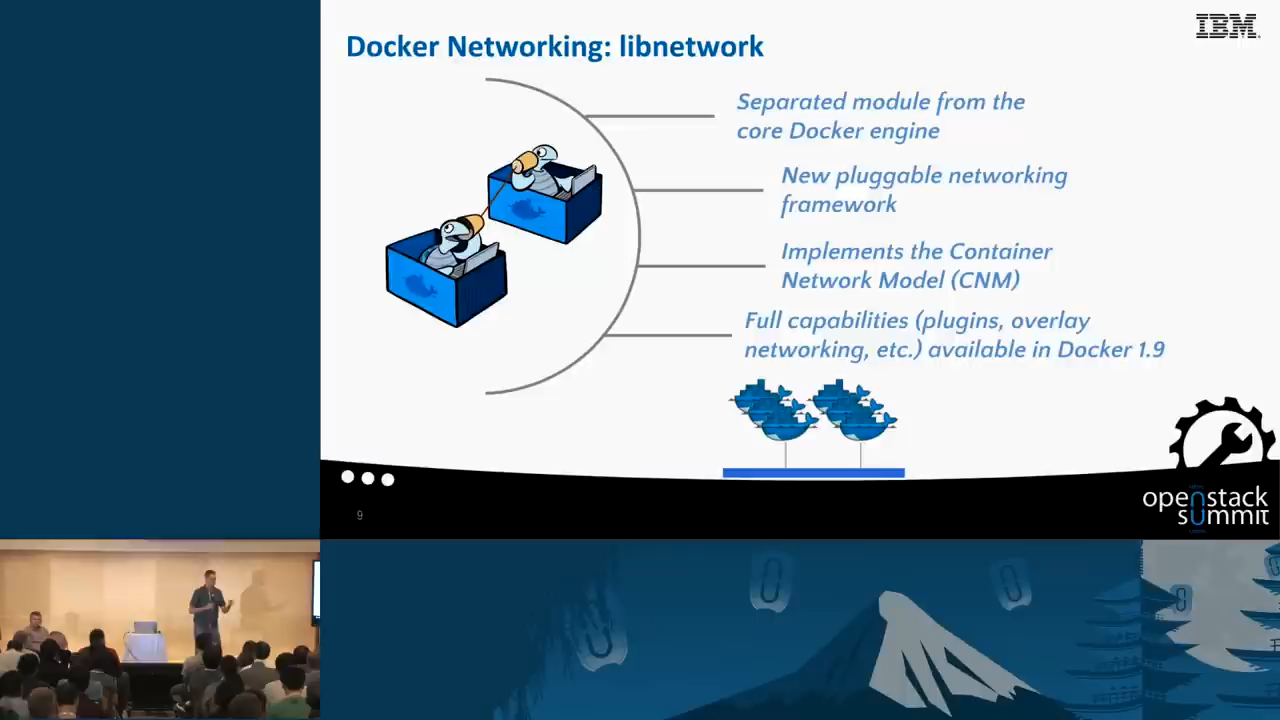 IBM
Docker Networking: libnetwork
Separated module from the
core Docker engine
New pluggable networking
framework
Implements the Container
Network Model (CNM)
Full capabilities (plugins, overlay
networking, etc.) available in Docker 1.9
9
openstack
summit